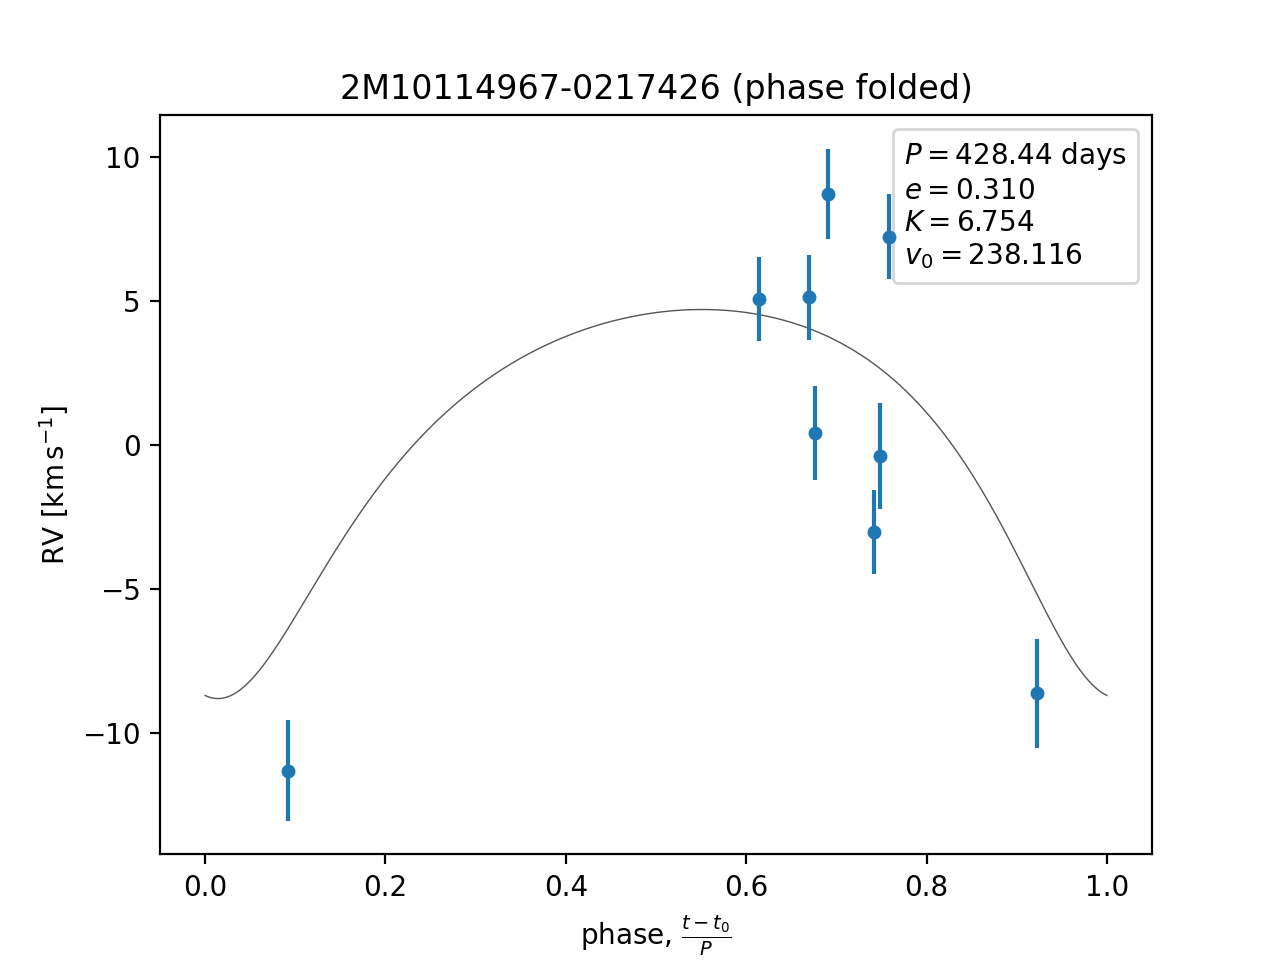 2M10114967-0217426 (phase folded)
P = 428.44 days
e = 0.310
K = 6.754
v₀ = 238.116
RV [km s⁻¹]
10
5
0
−5
−10
0.0 0.2 0.4 0.6 0.8 1.0
phase, (t − t₀)/P